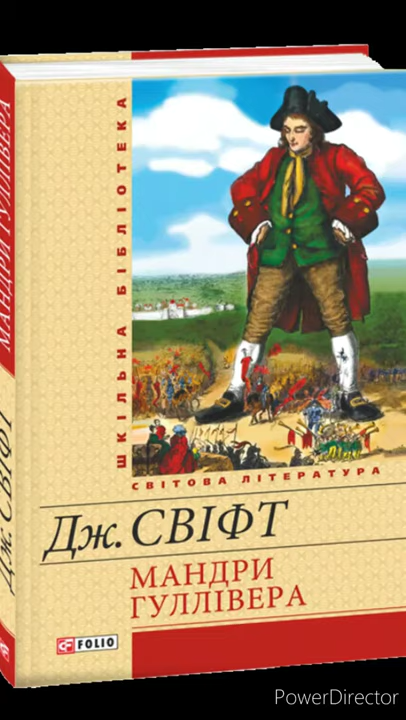 МАНДРИ ГУЛЛІВЕРА
Дж. СВІФТ
ШКІЛЬНА БІБЛІОТЕКА
СВІТОВА ЛІТЕРАТУРА
Дж. СВІФТ
МАНДРИ
ГУЛЛІВЕРА
FOLIO
PowerDirector